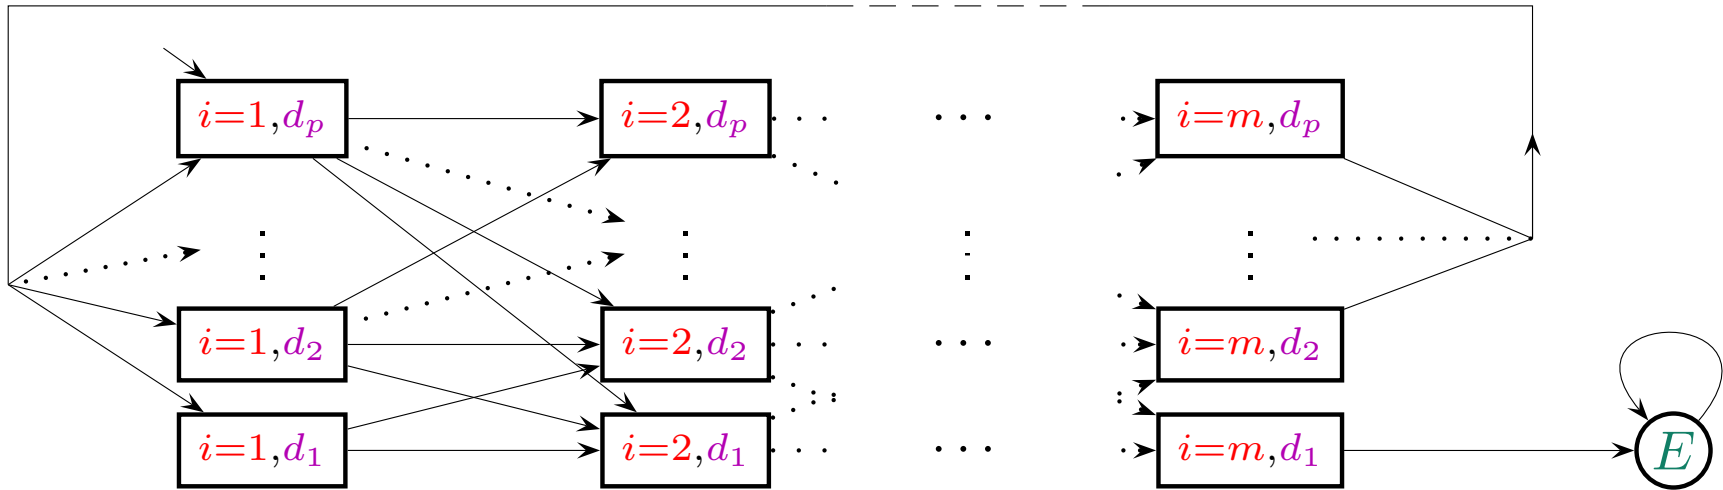 i=1,dₚ i=2,dₚ ... i=m,dₚ
i=1,d₂ i=2,d₂ ... i=m,d₂
i=1,d₁ i=2,d₁ ... i=m,d₁ E